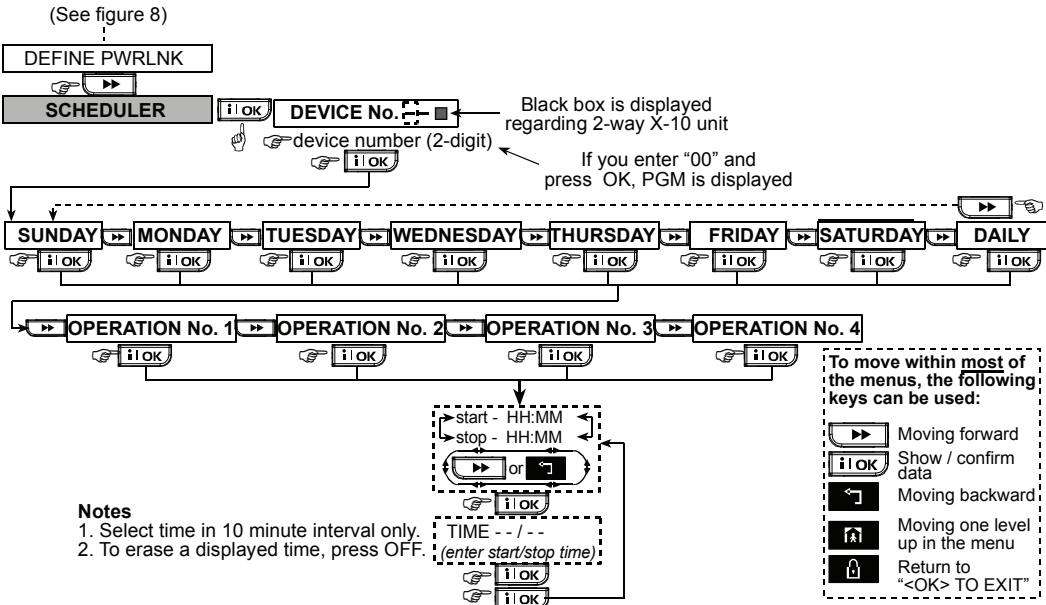 (See figure 8)
DEFINE PWRLNK
SCHEDULER
i OK
DEVICE No. - -
Black box is displayed
regarding 2-way X-10 unit
device number (2-digit)
i OK
If you enter “00” and
press OK, PGM is displayed
SUNDAY MONDAY TUESDAY WEDNESDAY THURSDAY FRIDAY SATURDAY DAILY
i OK i OK i OK i OK i OK i OK i OK i OK
OPERATION No. 1 OPERATION No. 2 OPERATION No. 3 OPERATION No. 4
i OK i OK i OK i OK
start - HH:MM
stop - HH:MM
or
i OK
TIME - - / - -
(enter start/stop time)
i OK
i OK
Notes
1. Select time in 10 minute interval only.
2. To erase a displayed time, press OFF.
To move within most of
the menus, the following
keys can be used:
Moving forward
i OK Show / confirm
data
Moving backward
Moving one level
up in the menu
Return to
“<OK> TO EXIT”